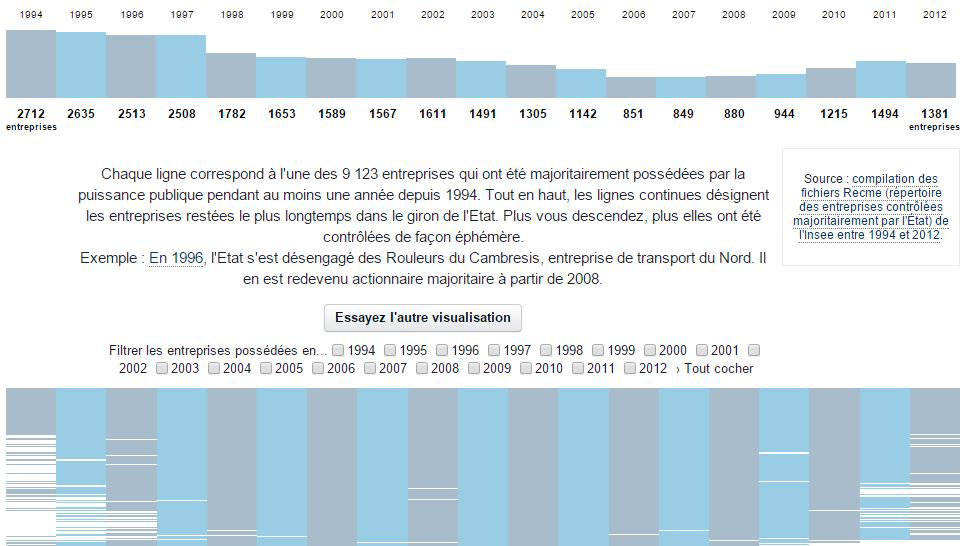 1994 1995 1996 1997 1998 1999 2000 2001 2002 2003 2004 2005 2006 2007 2008 2009 2010 2011 2012
2712 2635 2513 2508 1782 1653 1589 1567 1611 1491 1305 1142 851 849 880 944 1215 1494 1381
entreprises entreprises
Chaque ligne correspond à l'une des 9 123 entreprises qui ont été majoritairement possédées par la
puissance publique pendant au moins une année depuis 1994. Tout en haut, les lignes continues désignent
les entreprises restées le plus longtemps dans le giron de l'Etat. Plus vous descendez, plus elles ont été
contrôlées de façon éphémère.
Exemple : En 1996, l'Etat s'est désengagé des Rouleurs du Cambresis, entreprise de transport du Nord. Il
en est redevenu actionnaire majoritaire à partir de 2008.
Source : compilation des
fichiers Recme (répertoire
des entreprises contrôlées
majoritairement par l'État) de
l'Insee entre 1994 et 2012.
Essayez l'autre visualisation
Filtrer les entreprises possédées en... 1994 1995 1996 1997 1998 1999 2000 2001
2002 2003 2004 2005 2006 2007 2008 2009 2010 2011 2012 › Tout cocher